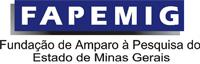 FAPEMIG
Fundação de Amparo à Pesquisa do
Estado de Minas Gerais